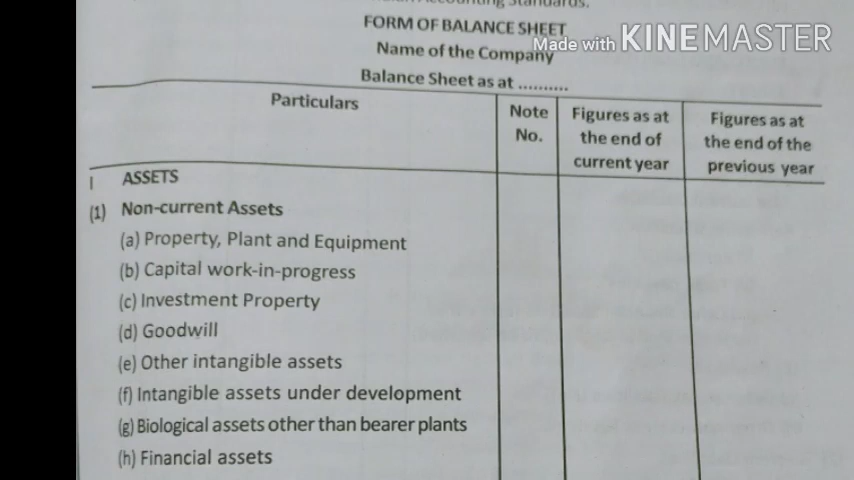 Accounting Standards.
FORM OF BALANCE SHEET
Made with KINEMASTER
Name of the Company
Balance Sheet as at ..........
Particulars
Note No.
Figures as at the end of current year
Figures as at the end of the previous year
I ASSETS
(1) Non-current Assets
(a) Property, Plant and Equipment
(b) Capital work-in-progress
(c) Investment Property
(d) Goodwill
(e) Other intangible assets
(f) Intangible assets under development
(g) Biological assets other than bearer plants
(h) Financial assets